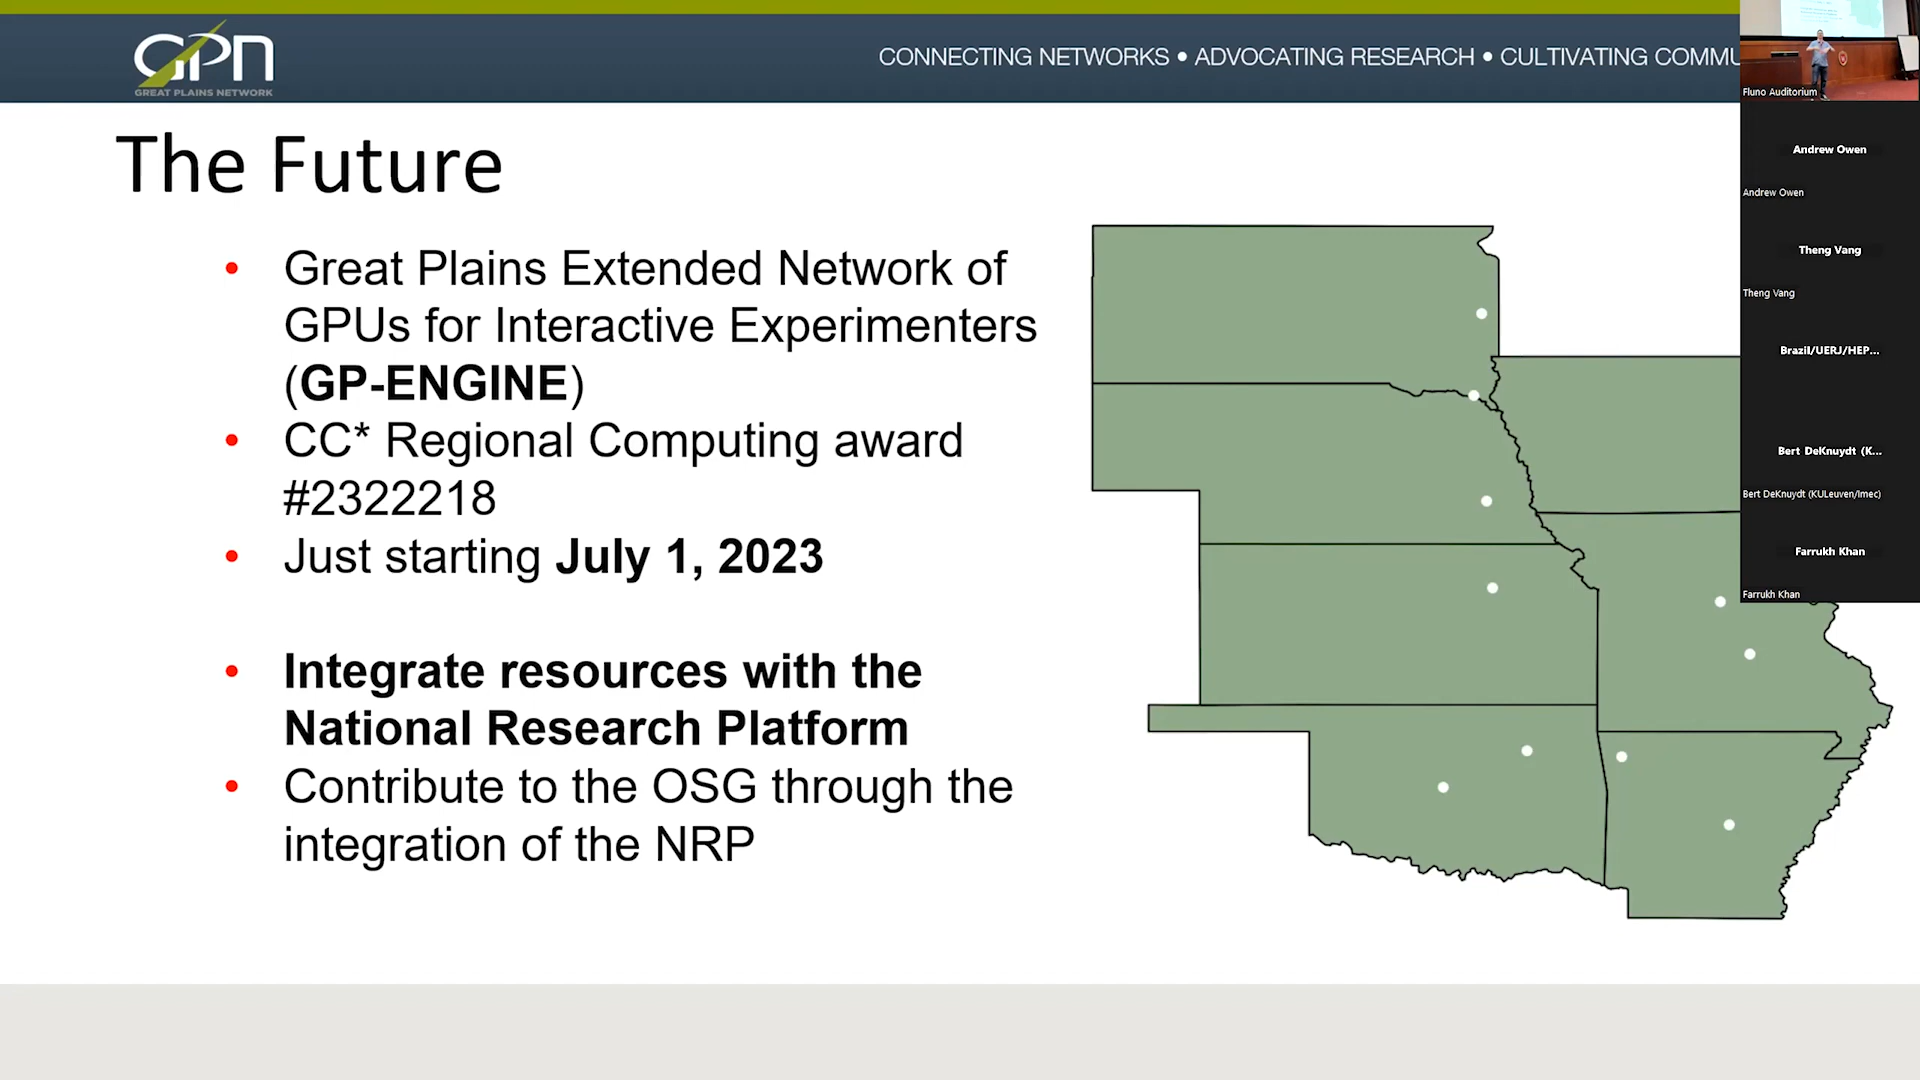 GPN
GREAT PLAINS NETWORK
CONNECTING NETWORKS • ADVOCATING RESEARCH • CULTIVATING COMMU
The Future
• Great Plains Extended Network of
GPUs for Interactive Experimenters
(GP-ENGINE)
• CC* Regional Computing award
#2322218
• Just starting July 1, 2023
• Integrate resources with the
National Research Platform
• Contribute to the OSG through the
integration of the NRP
Fluno Auditorium
Andrew Owen
Andrew Owen
Theng Vang
Theng Vang
Brazil/UERJ/HEP...
Bert DeKnuydt (K...
Bert DeKnuydt (KULeuven/Imec)
Farrukh Khan
Farrukh Khan